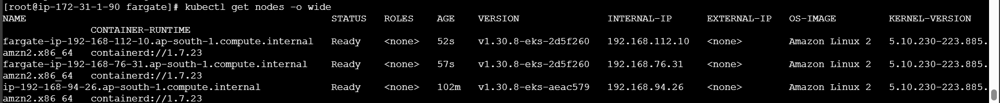 [root@ip-172-31-1-90 fargate]# kubectl get nodes -o wide
NAME STATUS ROLES AGE VERSION INTERNAL-IP EXTERNAL-IP OS-IMAGE KERNEL-VERSION
CONTAINER-RUNTIME
fargate-ip-192-168-112-10.ap-south-1.compute.internal Ready <none> 52s v1.30.8-eks-2d5f260 192.168.112.10 <none> Amazon Linux 2 5.10.230-223.885.
amzn2.x86_64 containerd://1.7.23
fargate-ip-192-168-76-31.ap-south-1.compute.internal Ready <none> 57s v1.30.8-eks-2d5f260 192.168.76.31 <none> Amazon Linux 2 5.10.230-223.885.
amzn2.x86_64 containerd://1.7.23
ip-192-168-94-26.ap-south-1.compute.internal Ready <none> 102m v1.30.8-eks-aeac579 192.168.94.26 <none> Amazon Linux 2 5.10.230-223.885.
amzn2.x86_64 containerd://1.7.23